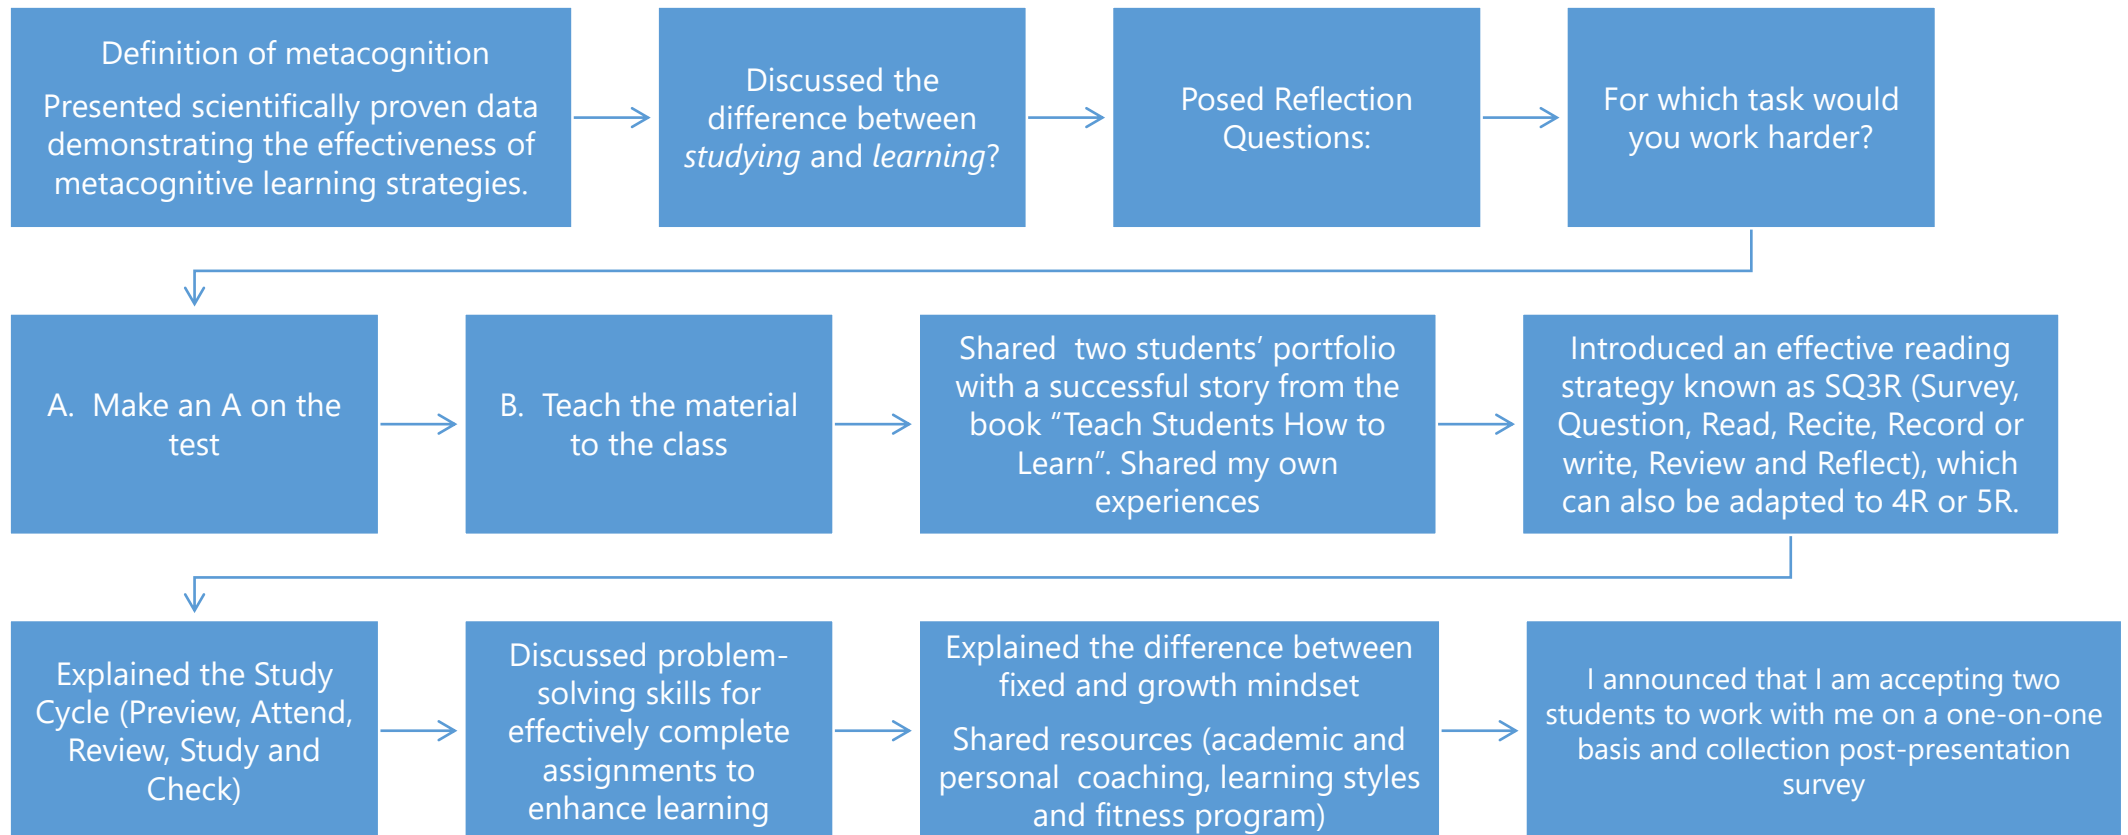 Definition of metacognition
Presented scientifically proven data
demonstrating the effectiveness of
metacognitive learning strategies.
Discussed the
difference between
studying and learning?
Posed Reflection
Questions:
For which task would
you work harder?
A. Make an A on the
test
B. Teach the material
to the class
Shared two students’ portfolio
with a successful story from the
book “Teach Students How to
Learn”. Shared my own
experiences
Introduced an effective reading
strategy known as SQ3R (Survey,
Question, Read, Recite, Record or
write, Review and Reflect), which
can also be adapted to 4R or 5R.
Explained the Study
Cycle (Preview, Attend,
Review, Study and
Check)
Discussed problem-
solving skills for
effectively complete
assignments to
enhance learning
Explained the difference between
fixed and growth mindset
Shared resources (academic and
personal coaching, learning styles
and fitness program)
I announced that I am accepting two
students to work with me on a one-on-one
basis and collection post-presentation
survey